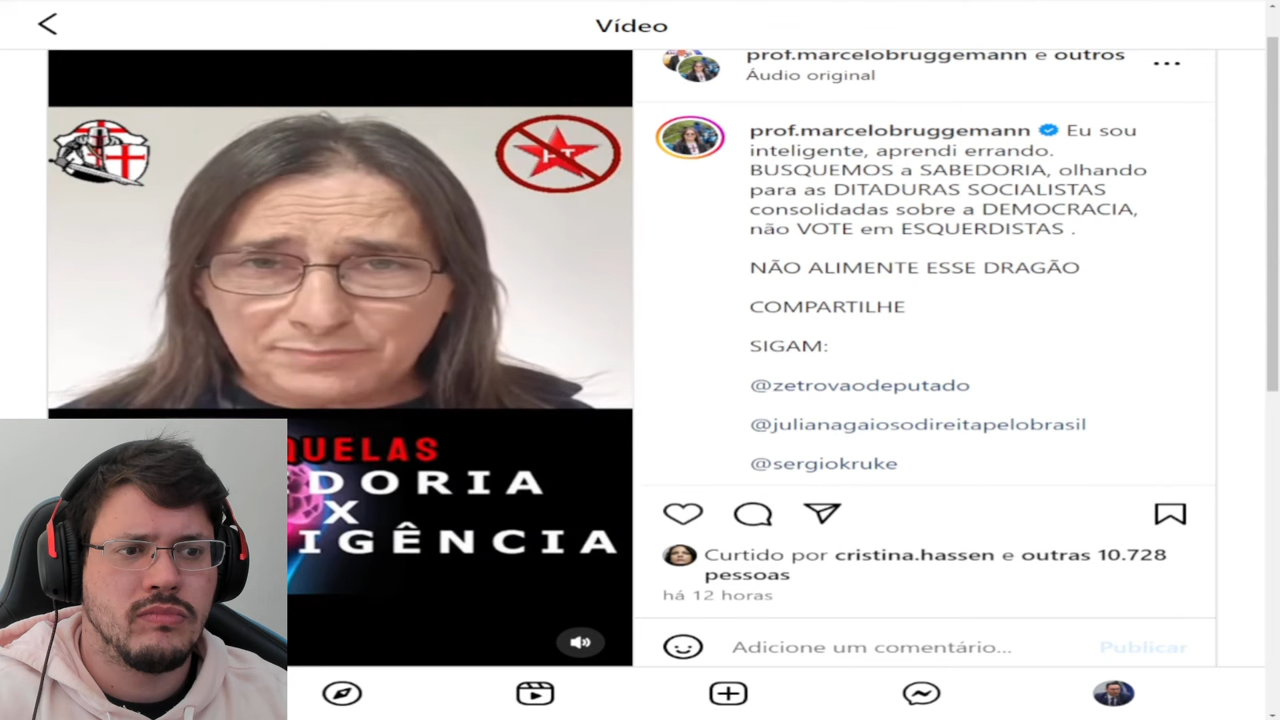 Vídeo
prof.marcelobruggemann e outros
Áudio original
prof.marcelobruggemann Eu sou
inteligente, aprendi errando.
BUSQUEMOS a SABEDORIA, olhando
para as DITADURAS SOCIALISTAS
consolidadas sobre a DEMOCRACIA,
não VOTE em ESQUERDISTAS .
NÃO ALIMENTE ESSE DRAGÃO
COMPARTILHE
SIGAM:
@zetrovaodeputado
@julianagaiosodireitapelobrasil
@sergiokruke
Curtido por cristina.hassen e outras 10.728
pessoas
há 12 horas
Adicione um comentário... Publicar
PT
QUELAS
DORIA
X
IGÊNCIA